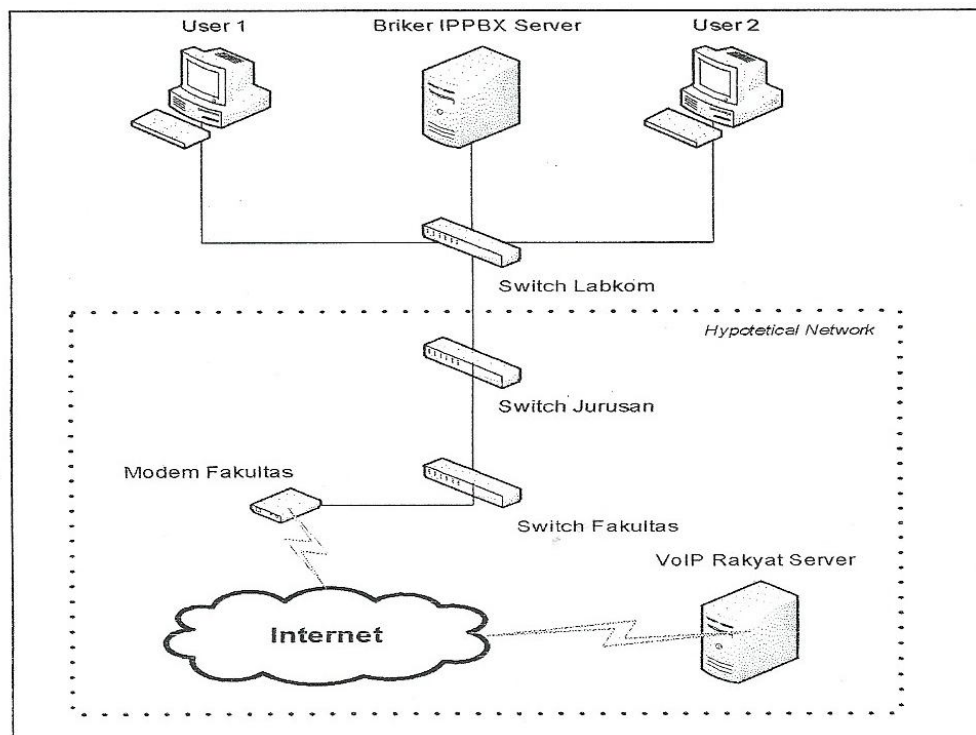 User 1
Briker IPPBX Server
User 2
Switch Labkom
Hypotetical Network
Switch Jurusan
Modem Fakultas
Switch Fakultas
VoIP Rakyat Server
Internet